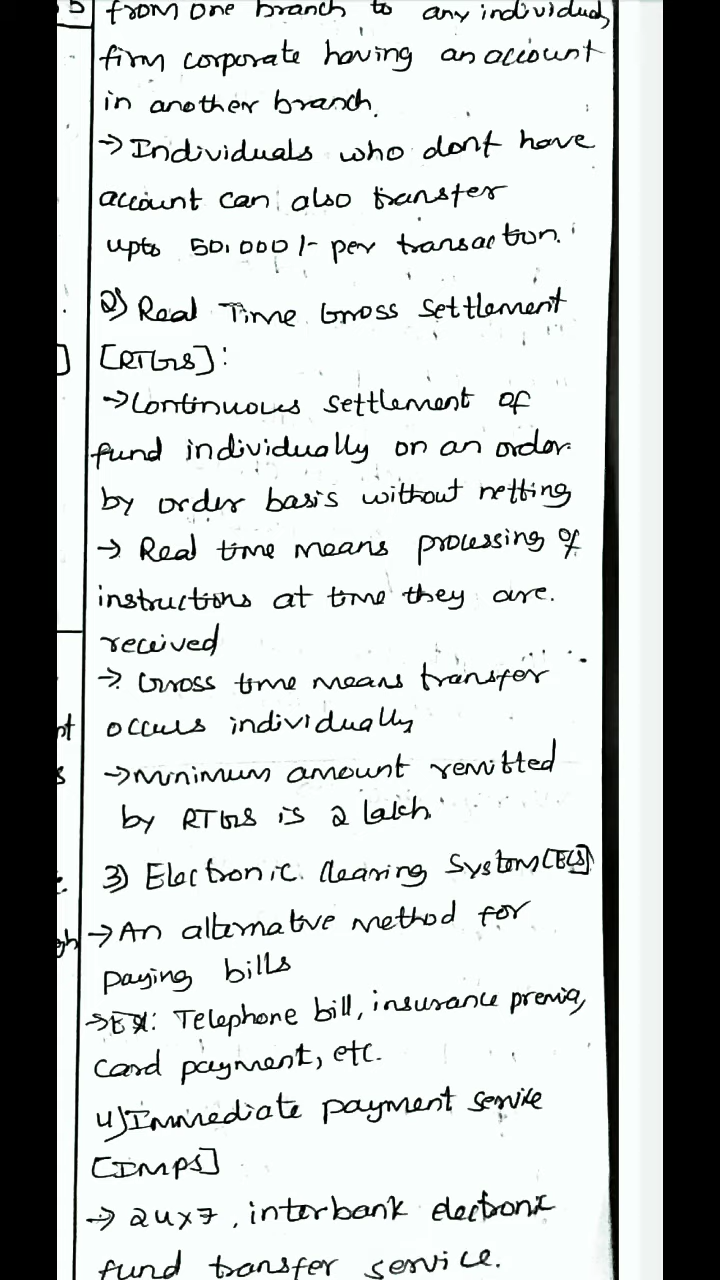 from one branch to any individual,
firm corporate having an account
in another branch.
→ Individuals who dont have
account can also transfer
upto 50,000/- per transaction.
2) Real Time Gross Settlement
[RTGS]:
→ Continuous settlement of
fund individually on an order
by order basis without netting
→ Real time means processing of
instructions at time they are.
received
→ Gross time means transfer
occurs individually
→ minimum amount remitted
by RTGS is 2 lakh.
3) Electronic Clearing System [ECS]
→ An alternative method for
paying bills
→ Ex: Telephone bill, insurance premia,
Card payment, etc.
4) Immediate payment service
[IMPS]
→ 24x7, interbank electronic
fund transfer service.